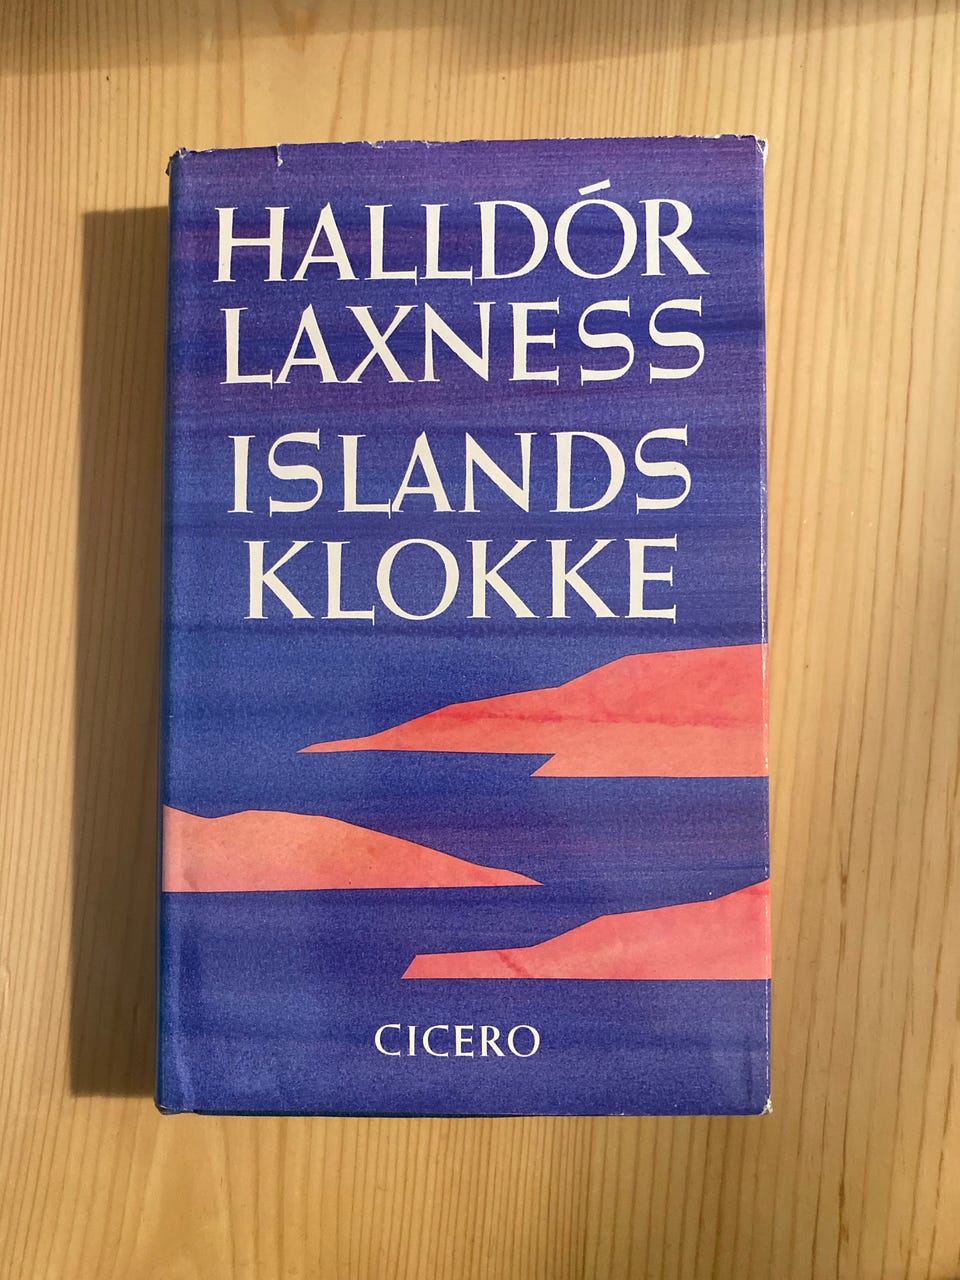 HALLDÓR
LAXNESS
ISLANDS
KLOKKE
CICERO